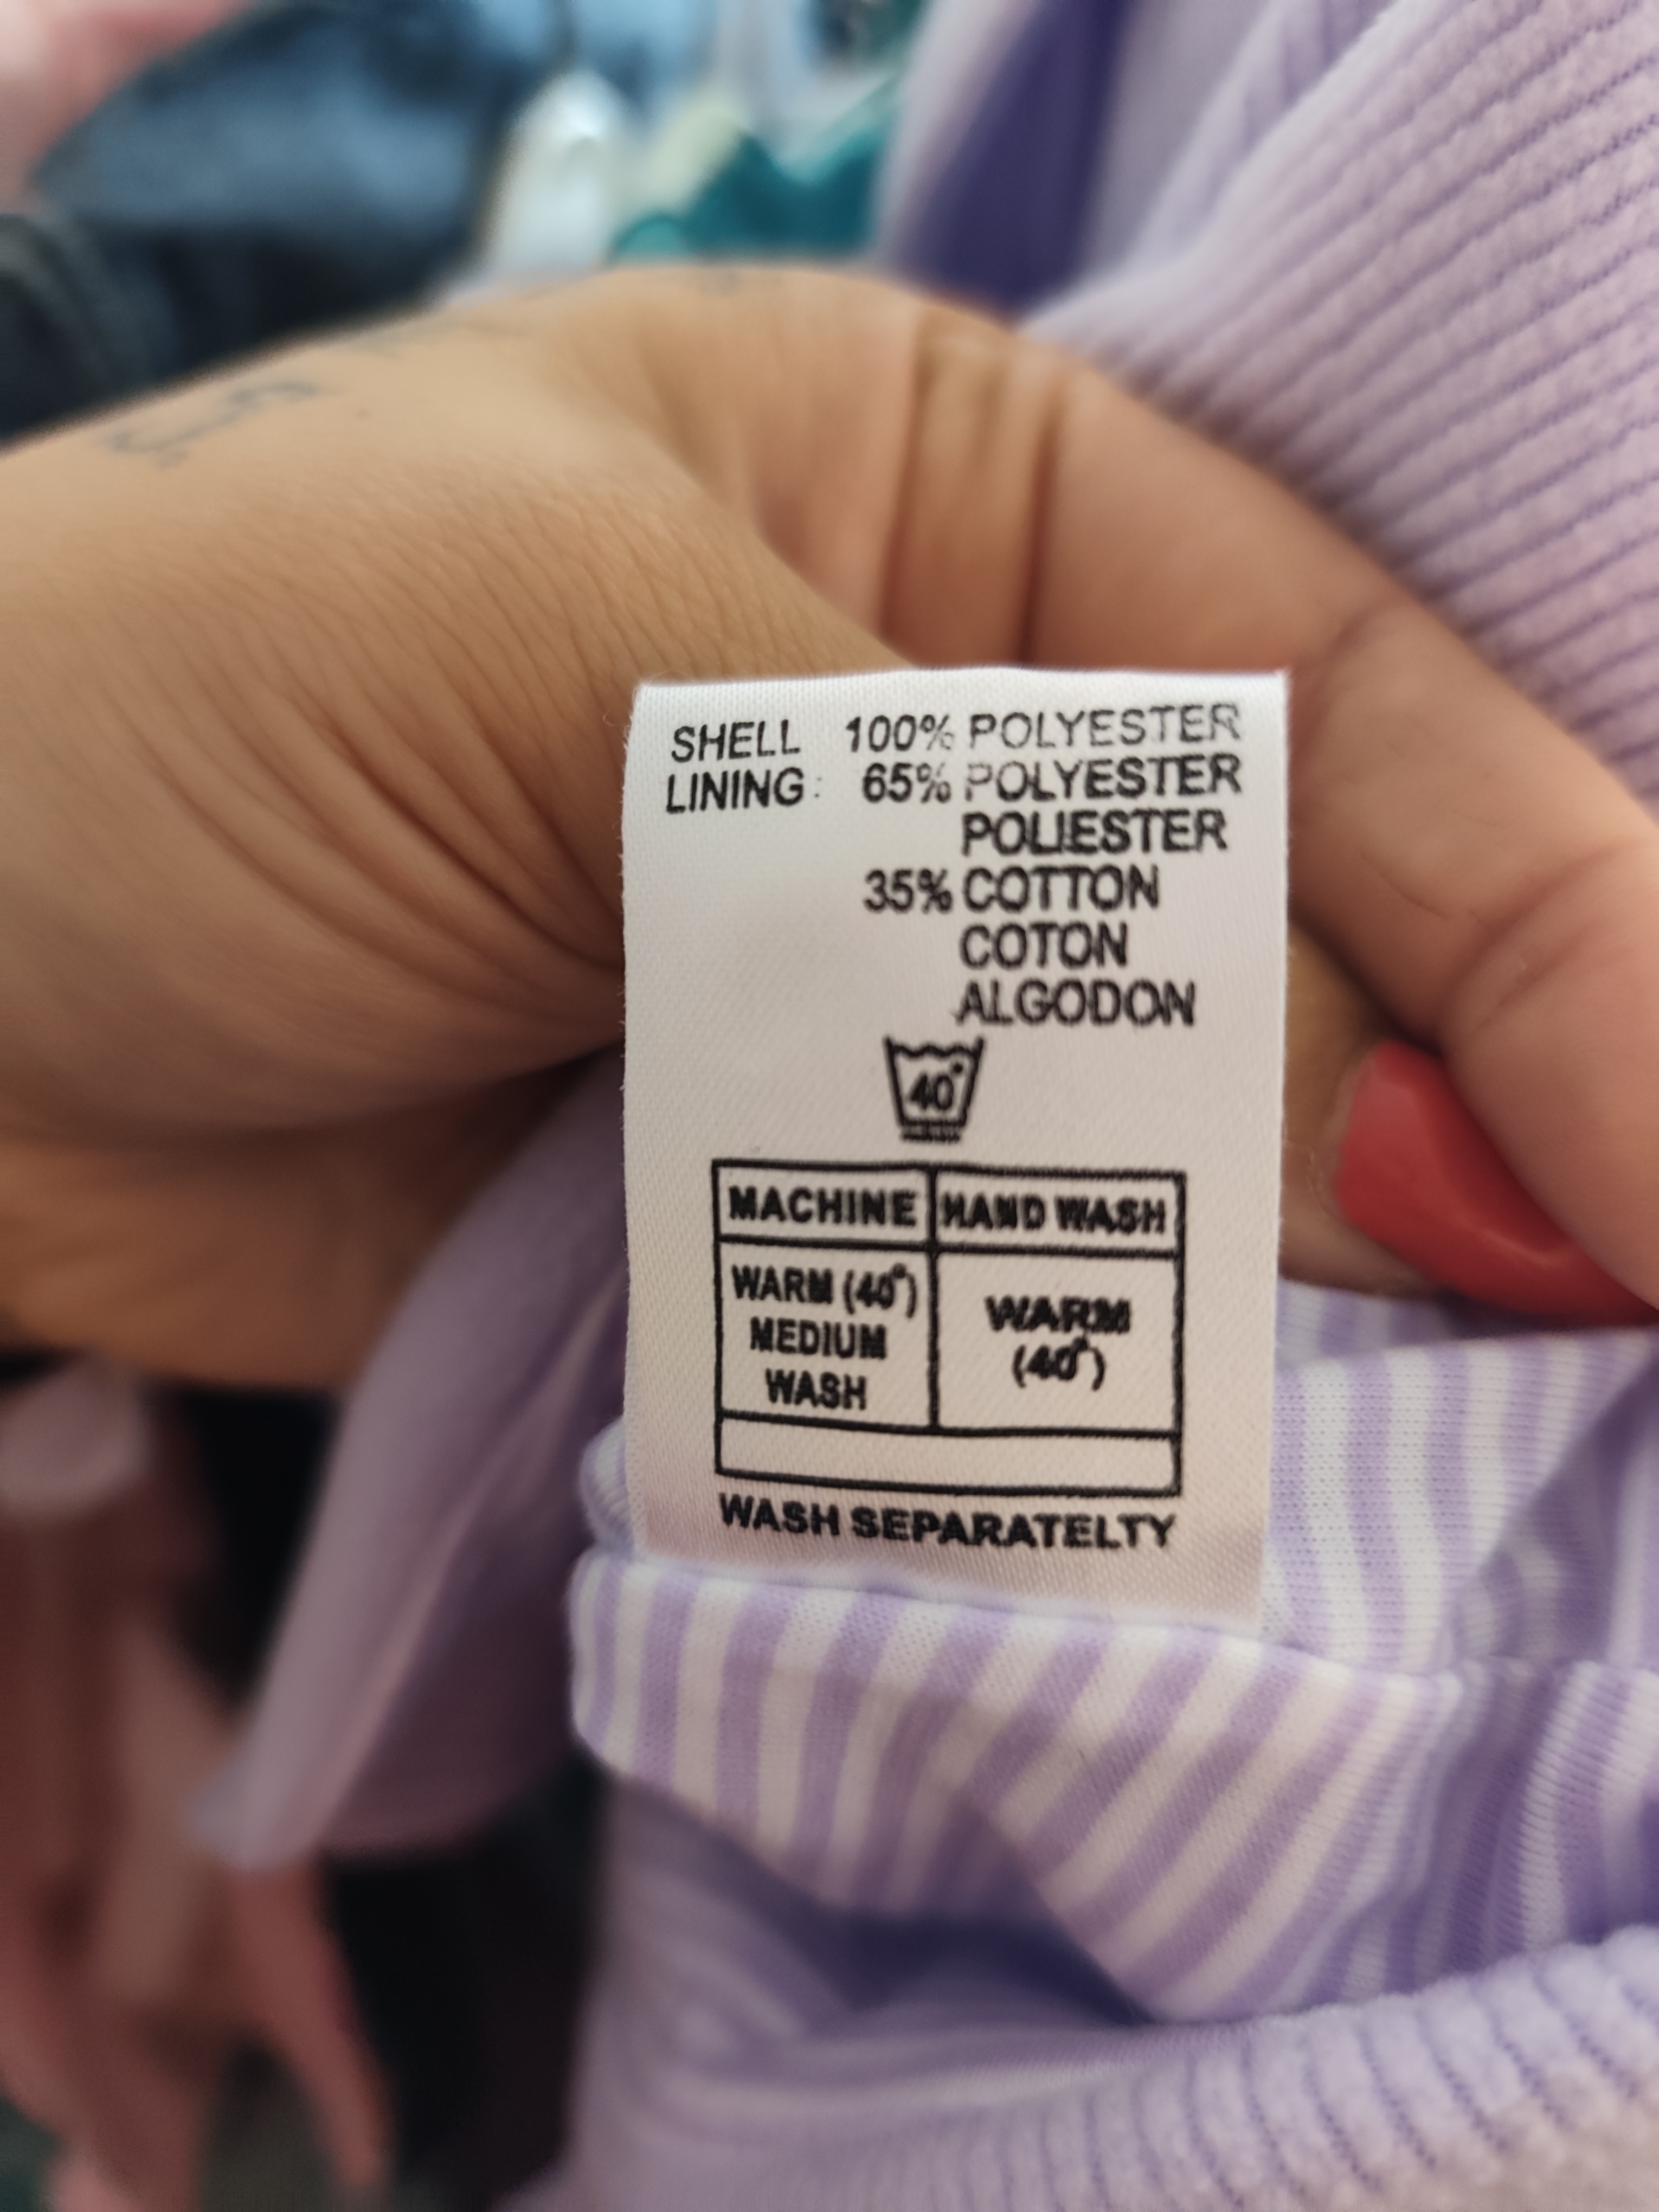 SHELL 100% POLYESTER
LINING: 65% POLYESTER
POLIESTER
35% COTTON
COTON
ALGODON
40°
MACHINE HAND WASH
WARM (40°) WARM
MEDIUM (40°)
WASH
WASH SEPARATELTY